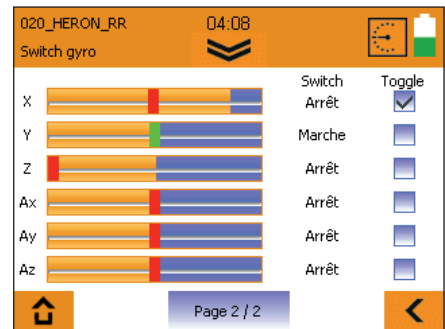 020_HERON_RR 04:08
Switch gyro
Switch Toggle
X Arrêt
Y Marche
Z Arrêt
Ax Arrêt
Ay Arrêt
Az Arrêt
Page 2 / 2